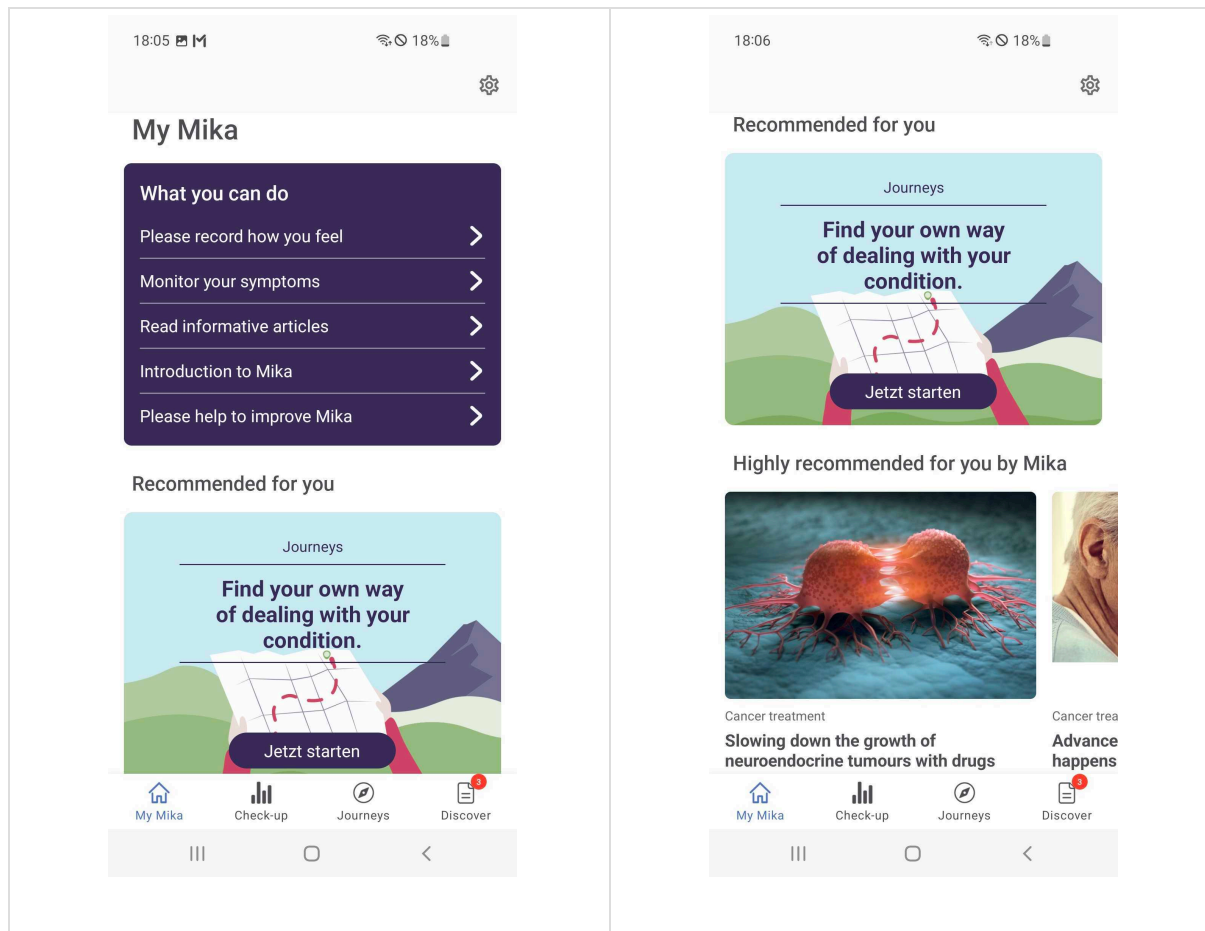 18:05
18%
My Mika
What you can do
Please record how you feel
Monitor your symptoms
Read informative articles
Introduction to Mika
Please help to improve Mika
Recommended for you
Journeys
Find your own way
of dealing with your
condition.
Jetzt starten
3
My Mika
Check-up
Journeys
Discover
18:06
18%
Recommended for you
Journeys
Find your own way
of dealing with your
condition.
Jetzt starten
Highly recommended for you by Mika
Cancer treatment
Slowing down the growth of
neuroendocrine tumours with drugs
Cancer trea
Advance
happens
3
My Mika
Check-up
Journeys
Discover